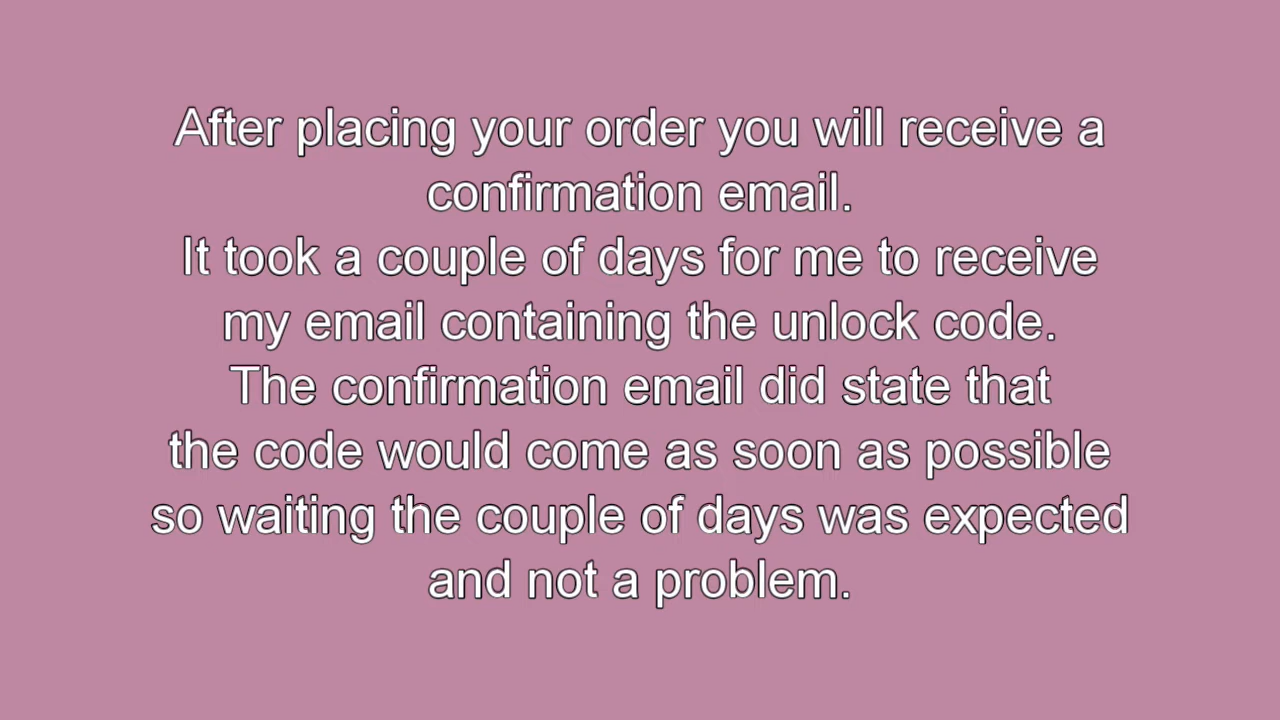 After placing your order you will receive a
confirmation email.
It took a couple of days for me to receive
my email containing the unlock code.
The confirmation email did state that
the code would come as soon as possible
so waiting the couple of days was expected
and not a problem.